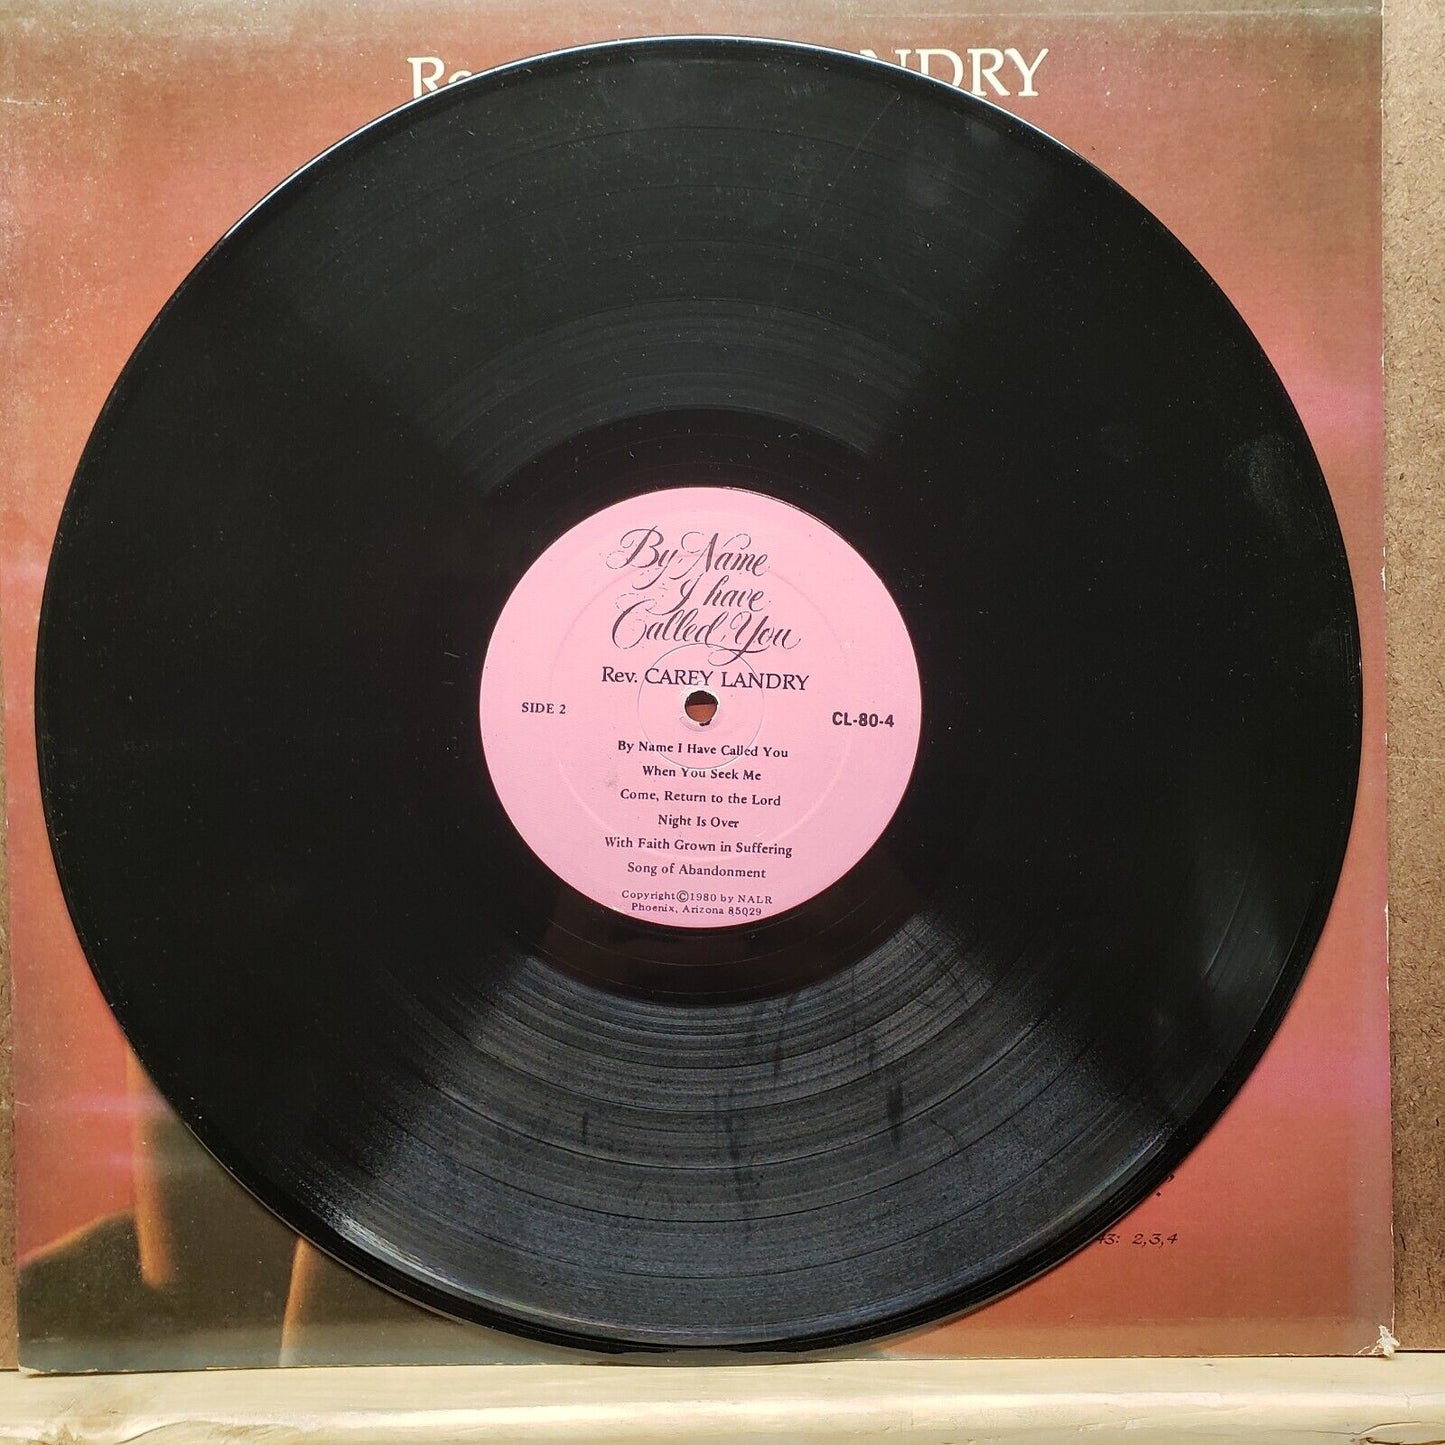 NDRY
By Name
I have
Called You
Rev. CAREY LANDRY
SIDE 2
CL-80-4
By Name I Have Called You
When You Seek Me
Come, Return to the Lord
Night Is Over
With Faith Grown in Suffering
Song of Abandonment
Copyright ©1980 by NALR
Phoenix, Arizona 85029
43: 2,3,4